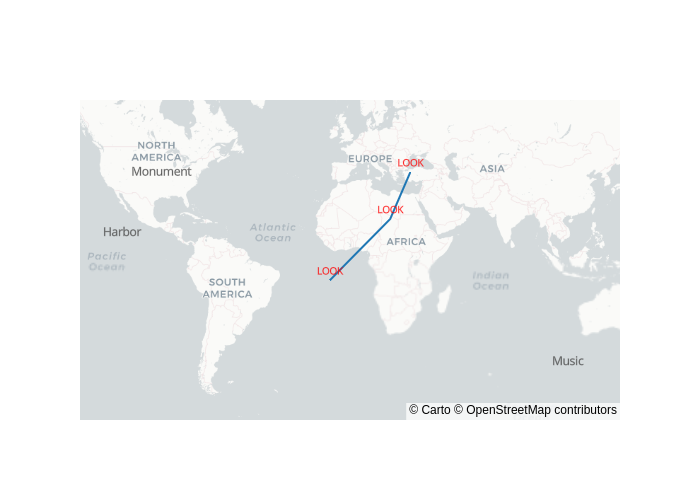 NORTH
AMERICA
Monument
EUROPE
LOOK
ASIA
LOOK
Harbor
Atlantic
Ocean
AFRICA
Pacific
Ocean
LOOK
SOUTH
AMERICA
Indian
Ocean
Music
© Carto © OpenStreetMap contributors